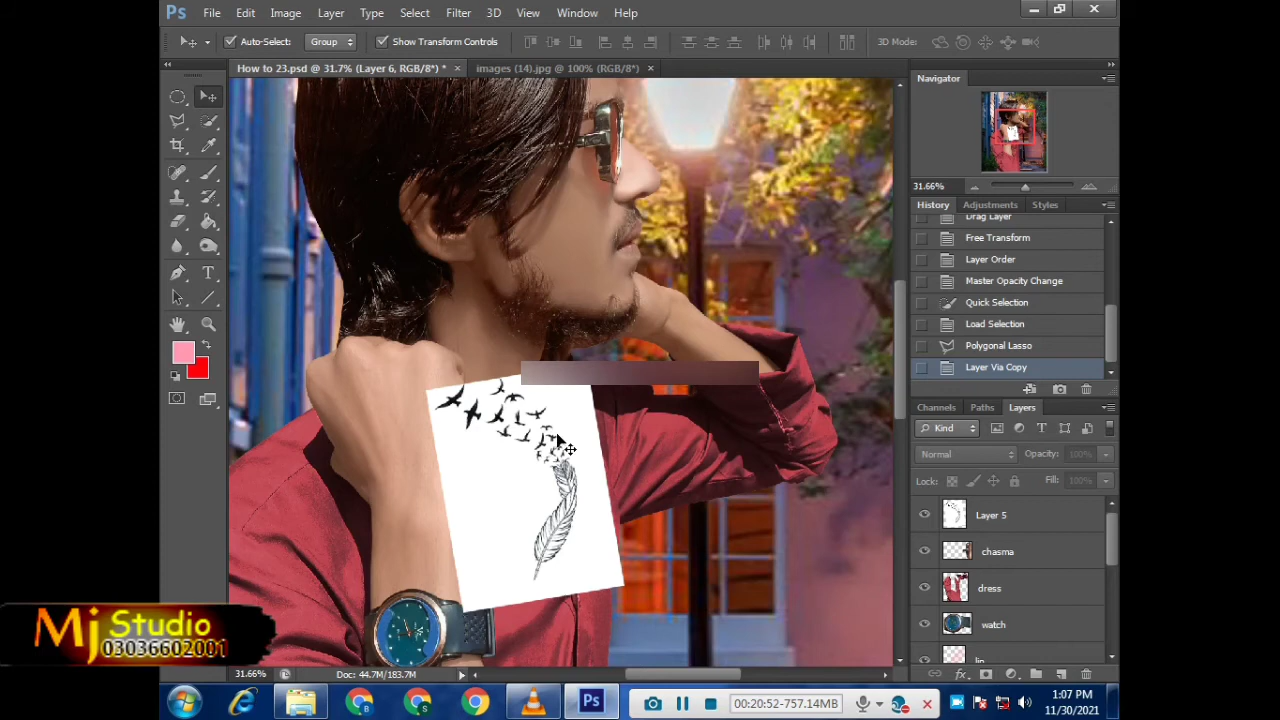 Ps File Edit Image Layer Type Select Filter 3D View Window Help
Auto-Select: Group Show Transform Controls 3D Mode:
How to 23.psd @ 31.7% (Layer 6, RGB/8*) * × images (14).jpg @ 100% (RGB/8*) ×
Navigator
31.66%
History Adjustments Styles
Drag Layer
Free Transform
Layer Order
Master Opacity Change
Quick Selection
Load Selection
Polygonal Lasso
Layer Via Copy
Channels Paths Layers
Kind
Normal Opacity: 100%
Lock: Fill: 100%
Layer 5
chasma
dress
watch
lip
Mj Studio
03036602001
31.66% Doc: 44.7M/183.7M
00:20:52-757.14MB
1:07 PM
11/30/2021